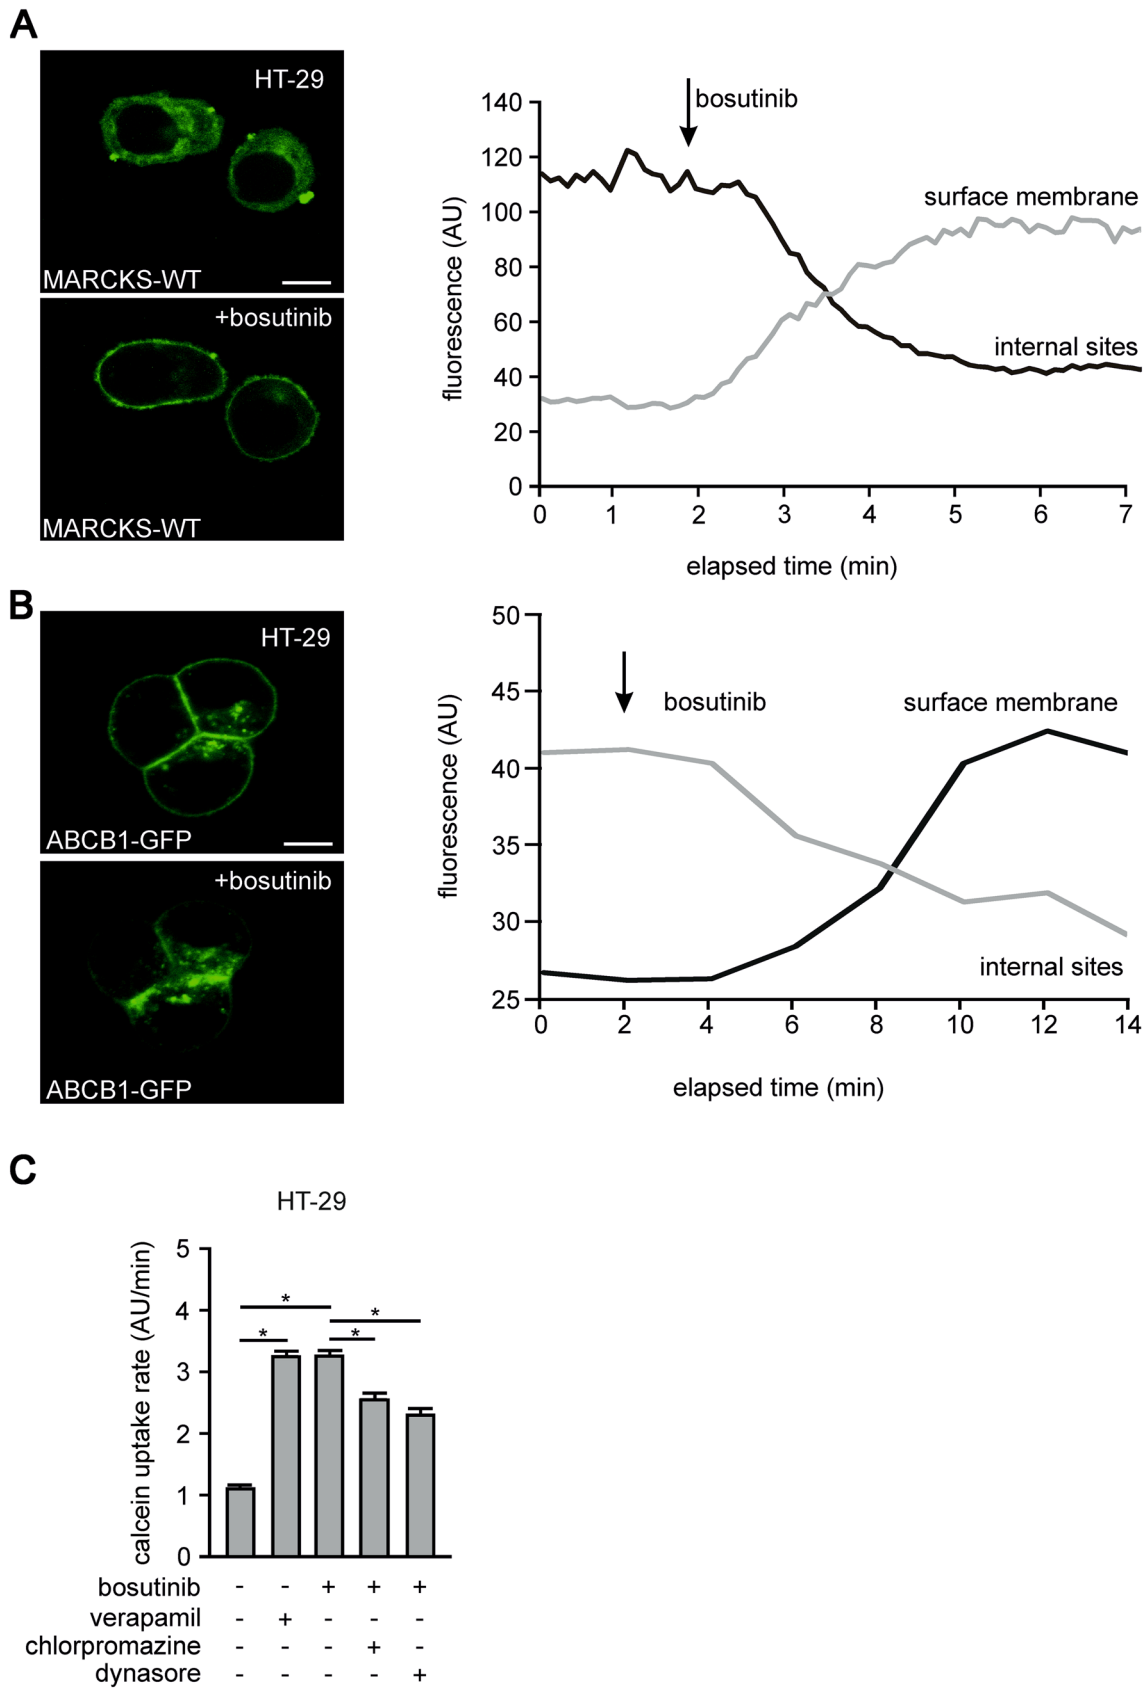 A
HT-29
MARCKS-WT
+bosutinib
MARCKS-WT
bosutinib
surface membrane
internal sites
fluorescence (AU)
140
120
100
80
60
40
20
0
0 1 2 3 4 5 6 7
elapsed time (min)
B
HT-29
ABCB1-GFP
+bosutinib
ABCB1-GFP
bosutinib
surface membrane
internal sites
fluorescence (AU)
50
45
40
35
30
25
0 2 4 6 8 10 12 14
elapsed time (min)
C
HT-29
calcein uptake rate (AU/min)
5
4
3
2
1
0
* * * *
bosutinib - - + + +
verapamil - + - - -
chlorpromazine - - - + -
dynasore - - - - +